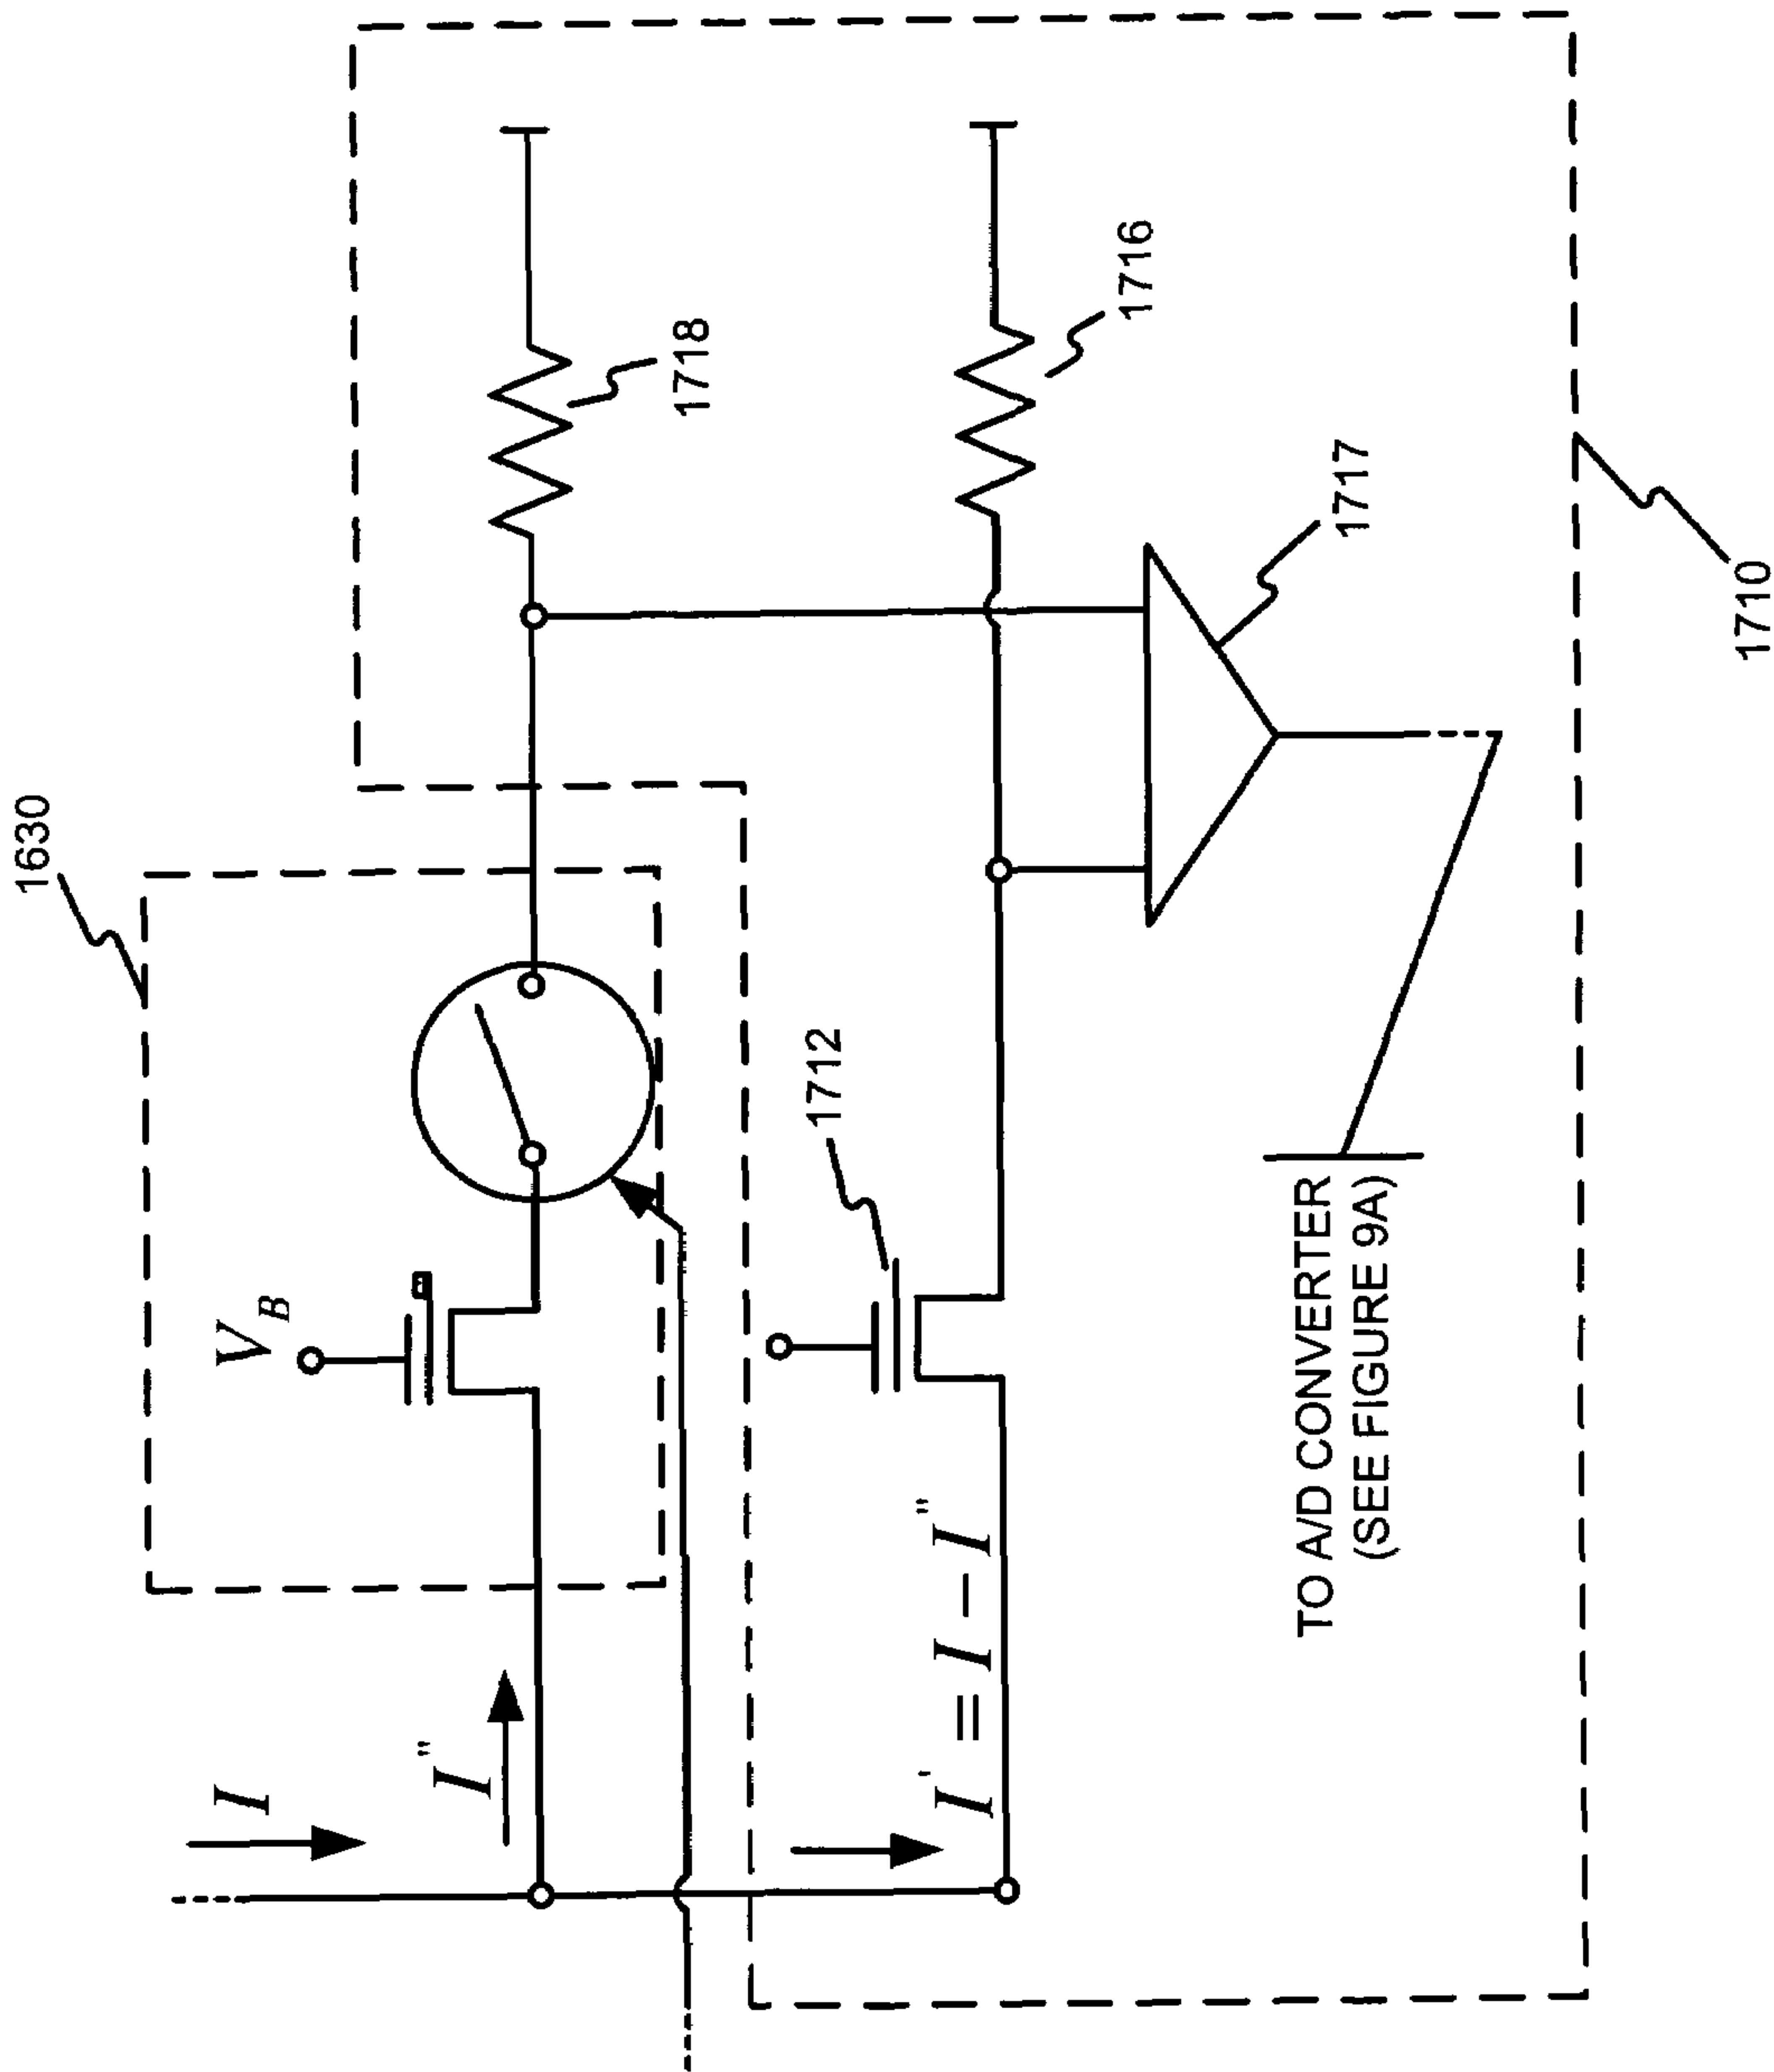 1630
V_B
I
I''
1718
1716
1712
I' = I − I''
1717
TO A/D CONVERTER
(SEE FIGURE 9A)
1710